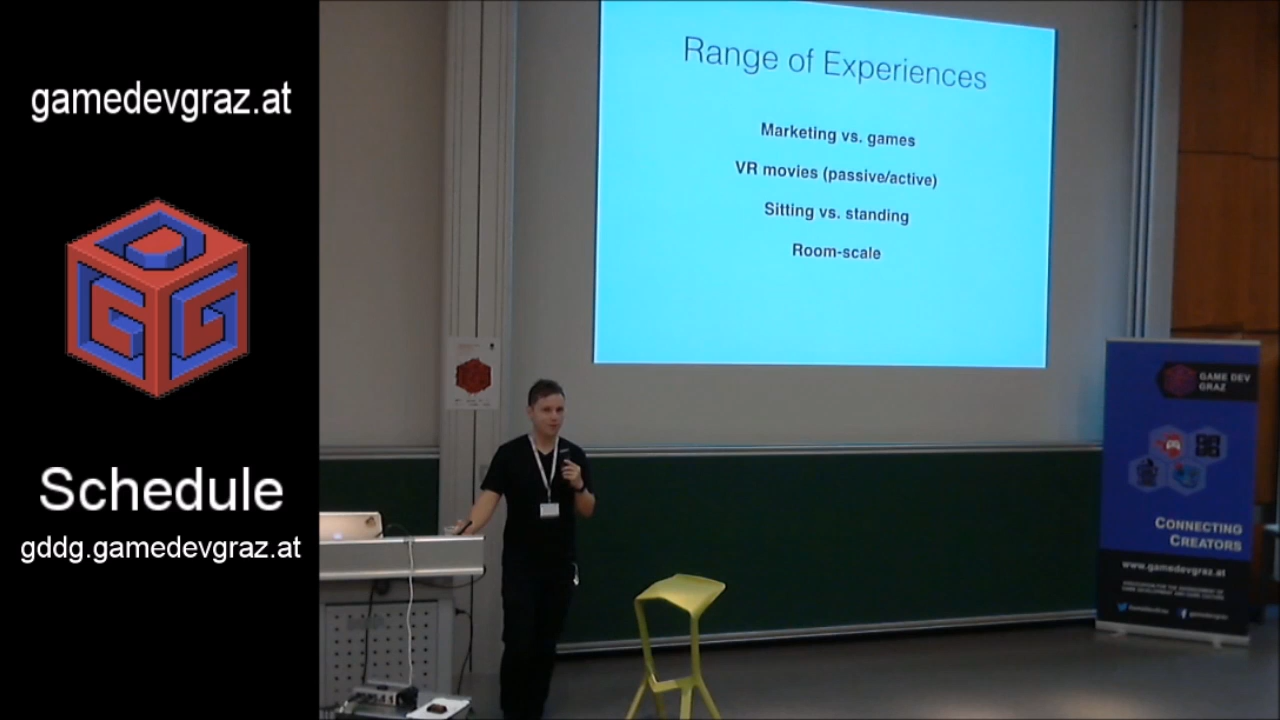 gamedevgraz.at
D
G G
Schedule
gddg.gamedevgraz.at
Range of Experiences
Marketing vs. games
VR movies (passive/active)
Sitting vs. standing
Room-scale
GAME DEV
GRAZ
CONNECTING
CREATORS
www.gamedevgraz.at